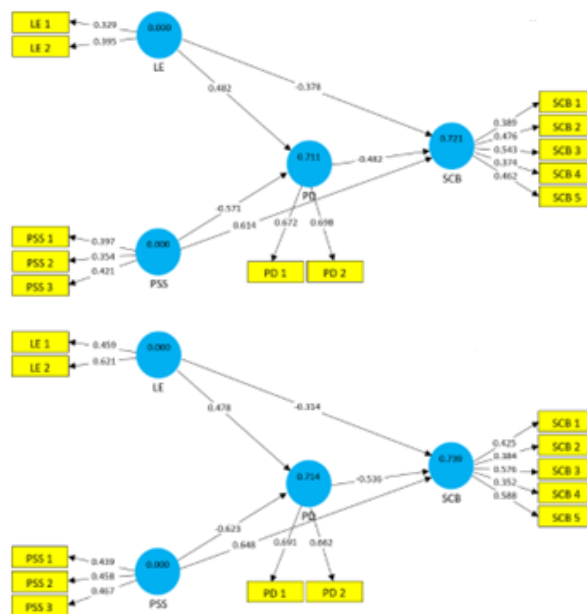 LE 1
LE 2
0.329
0.395
0.000
LE
0.482
-0.378
0.711
PD
-0.482
0.721
SCB
0.389
0.476
0.543
0.374
0.462
SCB 1
SCB 2
SCB 3
SCB 4
SCB 5
PSS 1
PSS 2
PSS 3
0.397
0.354
0.421
0.000
PSS
-0.571
0.614
0.672
0.698
PD 1
PD 2
LE 1
LE 2
0.459
0.621
0.000
LE
0.478
-0.314
0.714
PD
-0.536
0.739
SCB
0.425
0.384
0.576
0.352
0.588
SCB 1
SCB 2
SCB 3
SCB 4
SCB 5
PSS 1
PSS 2
PSS 3
0.439
0.458
0.467
0.000
PSS
-0.623
0.648
0.691
0.662
PD 1
PD 2